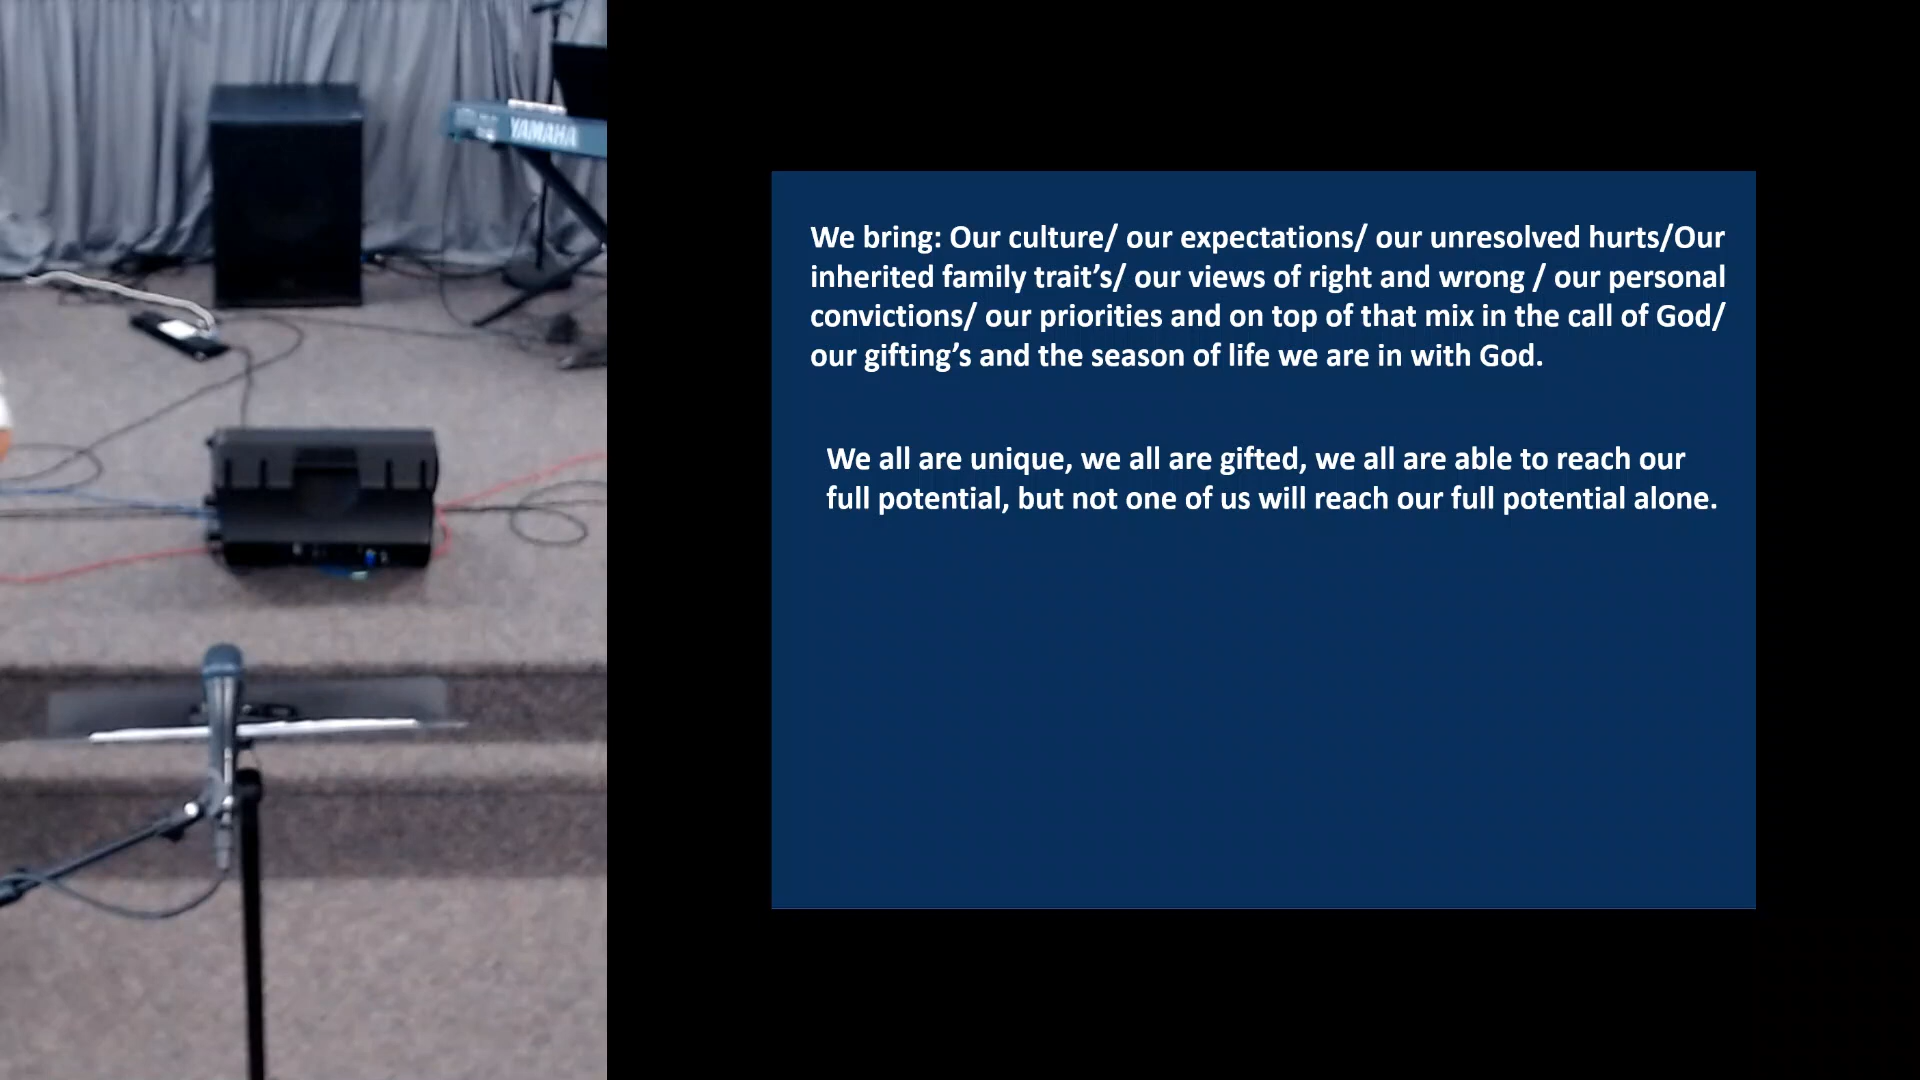 YAMAHA
We bring: Our culture/ our expectations/ our unresolved hurts/Our
inherited family trait’s/ our views of right and wrong / our personal
convictions/ our priorities and on top of that mix in the call of God/
our gifting’s and the season of life we are in with God.
We all are unique, we all are gifted, we all are able to reach our
full potential, but not one of us will reach our full potential alone.